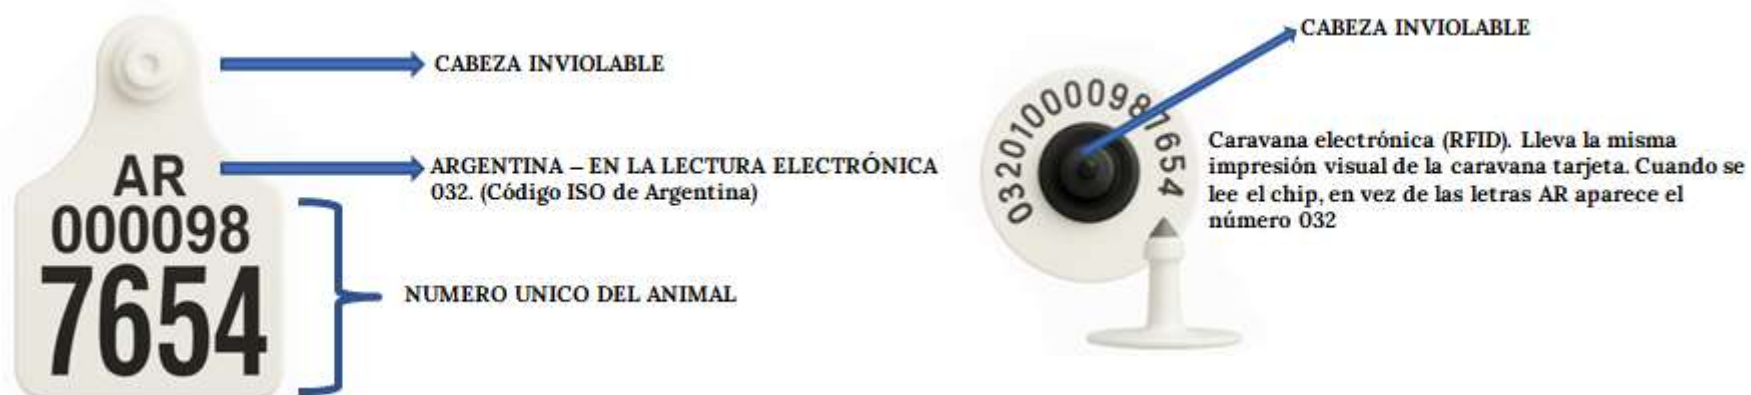 CABEZA INVIOLABLE
AR
000098
7654
ARGENTINA – EN LA LECTURA ELECTRÓNICA
032. (Código ISO de Argentina)
NUMERO UNICO DEL ANIMAL
CABEZA INVIOLABLE
032010000987654
Caravana electrónica (RFID). Lleva la misma
impresión visual de la caravana tarjeta. Cuando se
lee el chip, en vez de las letras AR aparece el
número 032